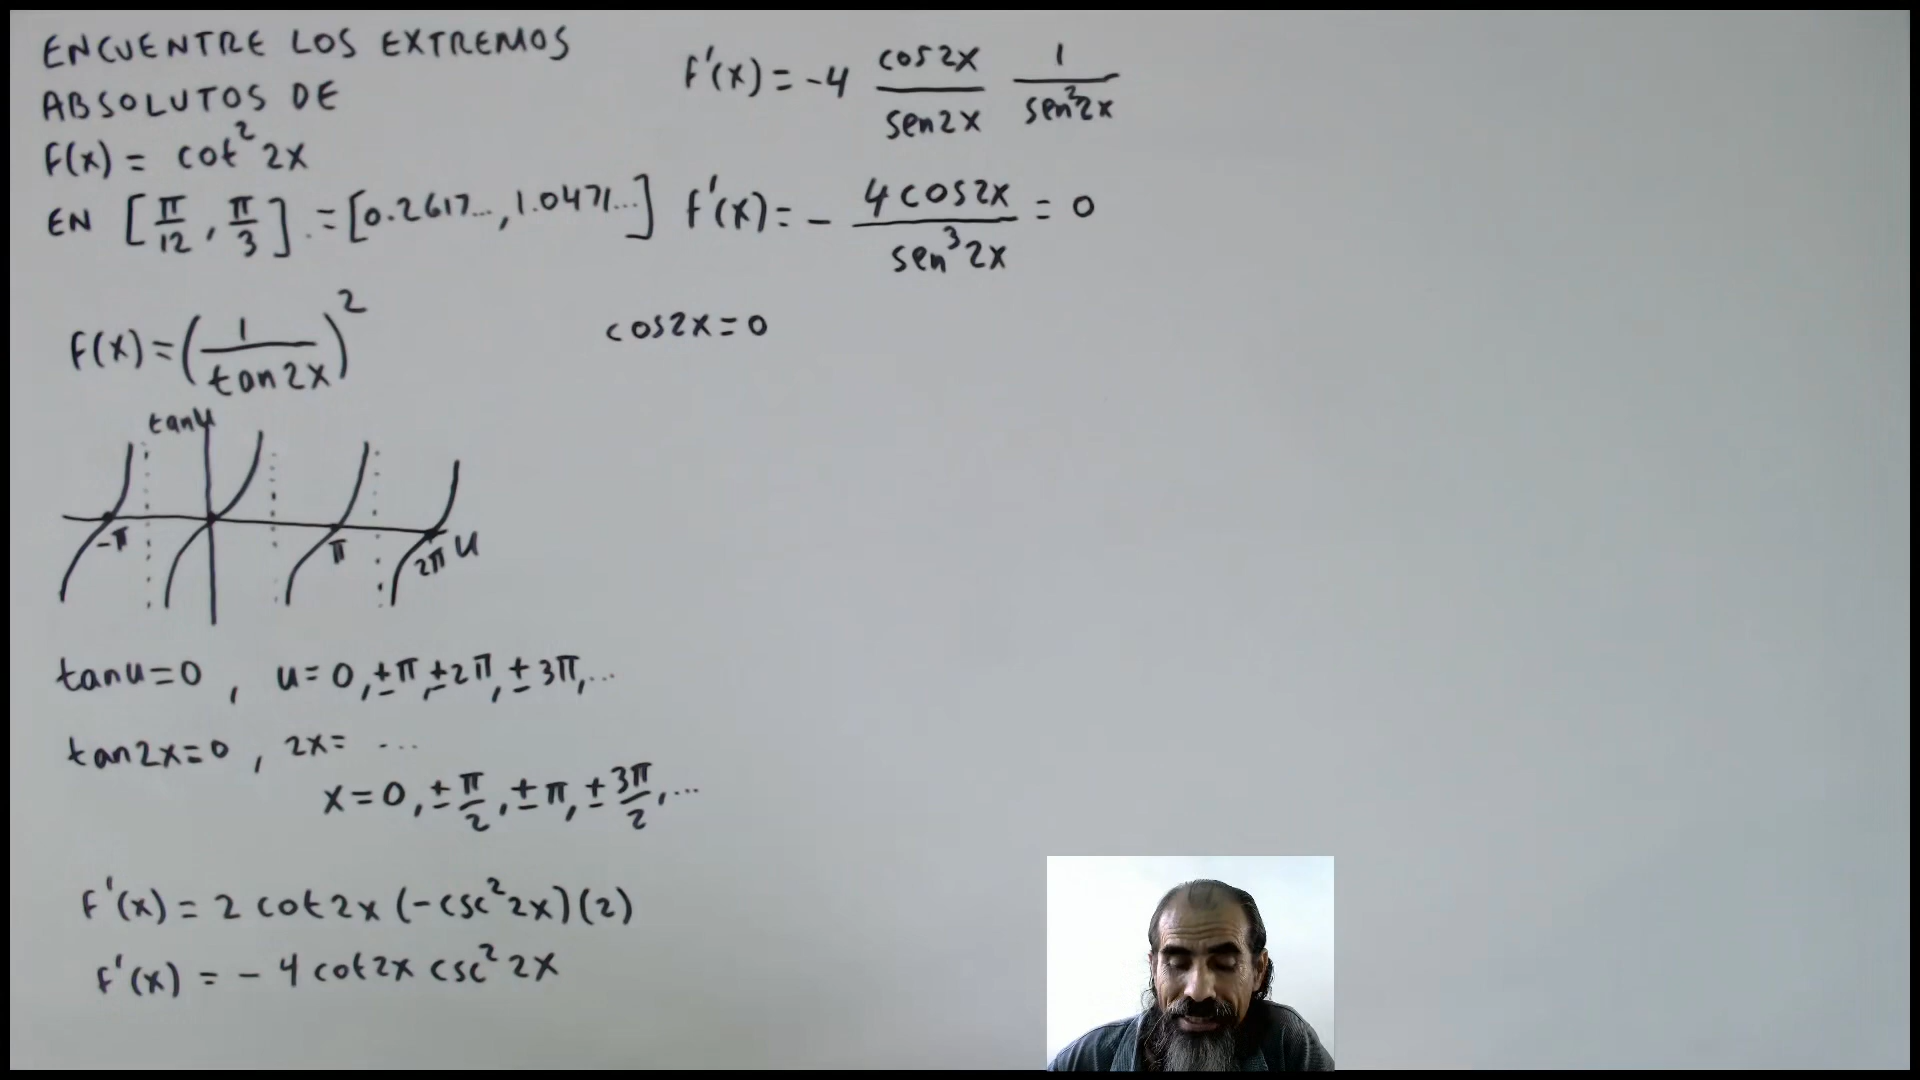 ENCUENTRE LOS EXTREMOS
ABSOLUTOS DE
F(x) = cot² 2x
EN [π/12, π/3] = [0.2617..., 1.0471...]
F(x) = (1/tan2x)²
tanu
-π π 2π u
tanu=0, u=0, ±π, ±2π, ±3π, ...
tan2x=0, 2x= ...
x=0, ±π/2, ±π, ±3π/2, ...
F'(x) = 2 cot2x (-csc²2x)(2)
F'(x) = -4 cot2x csc²2x
F'(x) = -4 cos2x/sen2x 1/sen²2x
F'(x) = - 4cos2x/sen³2x = 0
cos2x=0